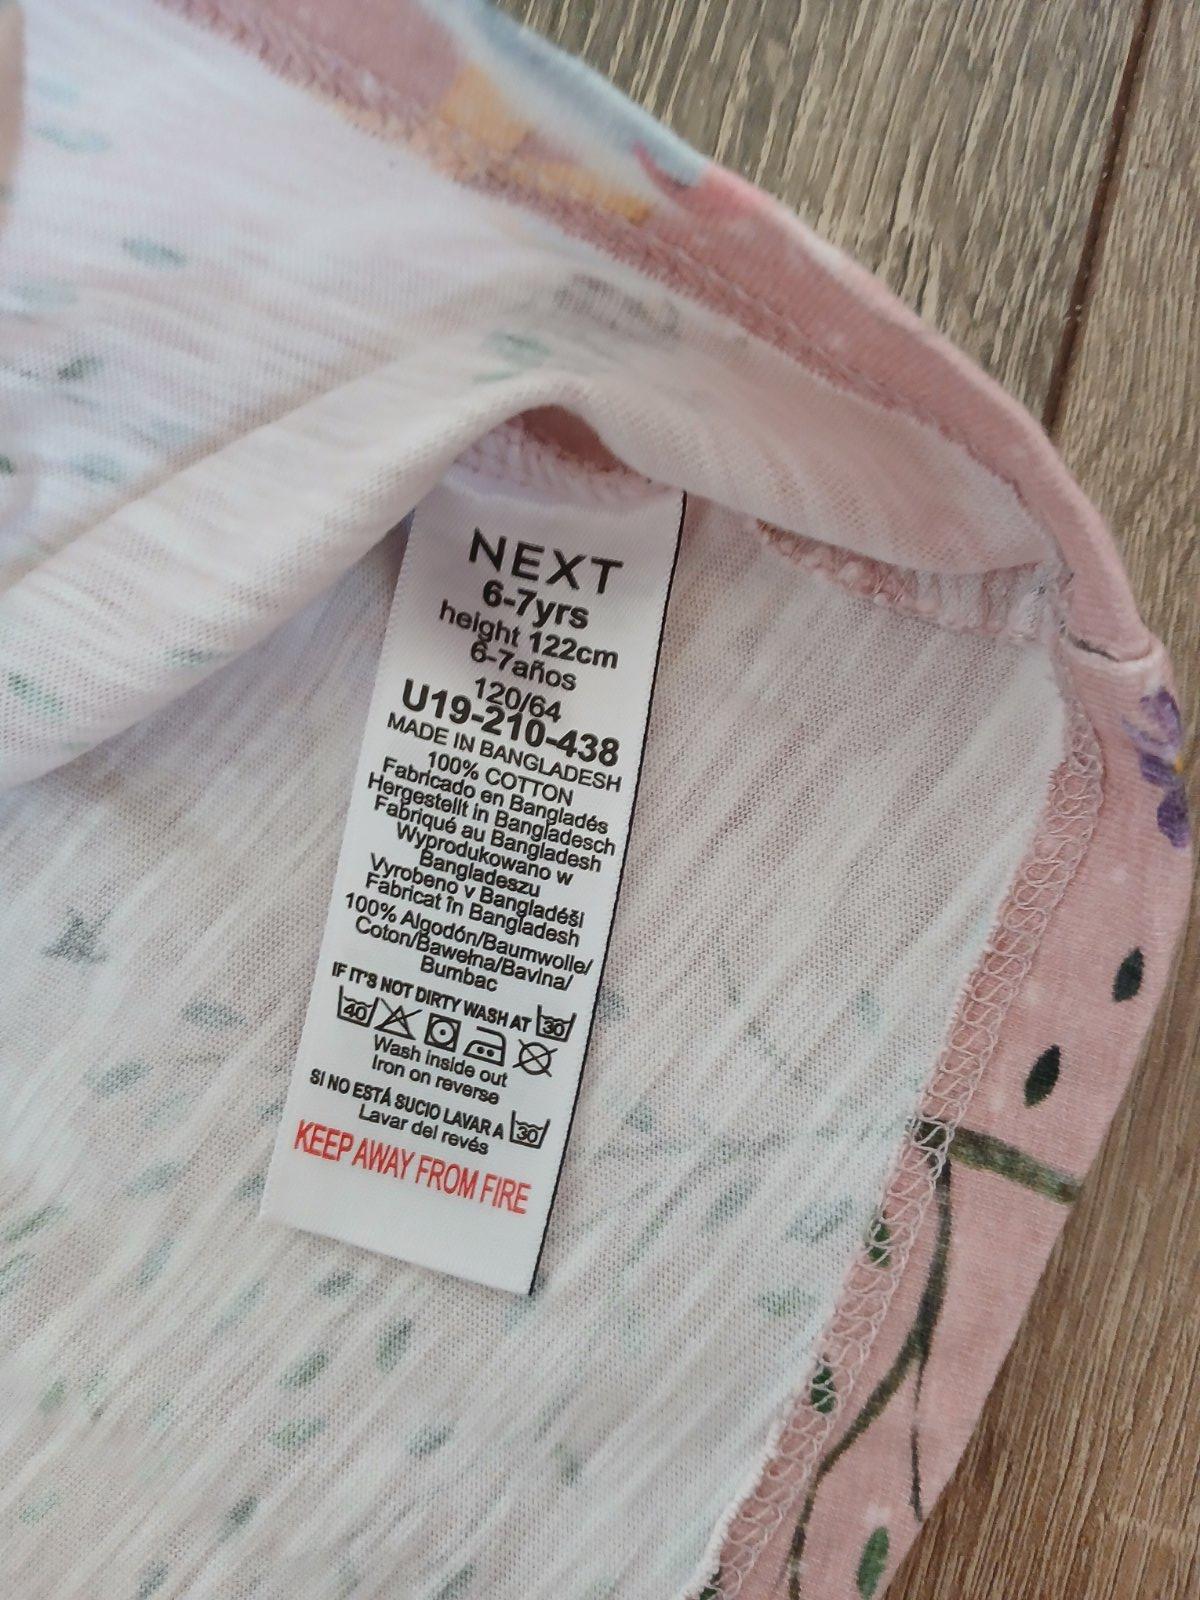 NEXT
6-7yrs
height 122cm
6-7años
120/64
U19-210-438
MADE IN BANGLADESH
100% COTTON
Fabricado en Bangladés
Hergestellt in Bangladesch
Fabriqué au Bangladesh
Wyprodukowano w
Bangladeszu
Vyrobeno v Bangladéši
Fabricat în Bangladesh
100% Algodón/Baumwolle/
Coton/Bawełna/Bavlna/
Bumbac
IF IT'S NOT DIRTY WASH AT 30
40
Wash inside out
Iron on reverse
SI NO ESTÁ SUCIO LAVAR A 30
Lavar del revés
KEEP AWAY FROM FIRE